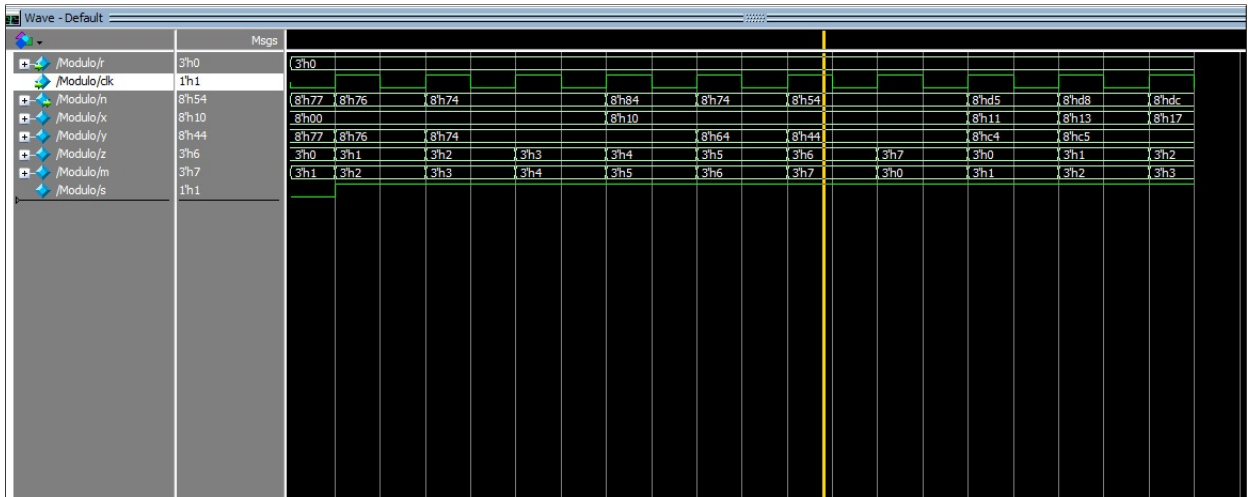 Wave - Default
Msgs
/Modulo/r 3'h0 3'h0
/Modulo/clk 1'h1
/Modulo/n 8'h54 8'h77 8'h76 8'h74 8'h84 8'h74 8'h54 8'hd5 8'hd8 8'hdc
/Modulo/x 8'h10 8'h00 8'h10 8'h11 8'h13 8'h17
/Modulo/y 8'h44 8'h77 8'h76 8'h74 8'h64 8'h44 8'hc4 8'hc5
/Modulo/z 3'h6 3'h0 3'h1 3'h2 3'h3 3'h4 3'h5 3'h6 3'h7 3'h0 3'h1 3'h2
/Modulo/m 3'h7 3'h1 3'h2 3'h3 3'h4 3'h5 3'h6 3'h7 3'h0 3'h1 3'h2 3'h3
/Modulo/s 1'h1